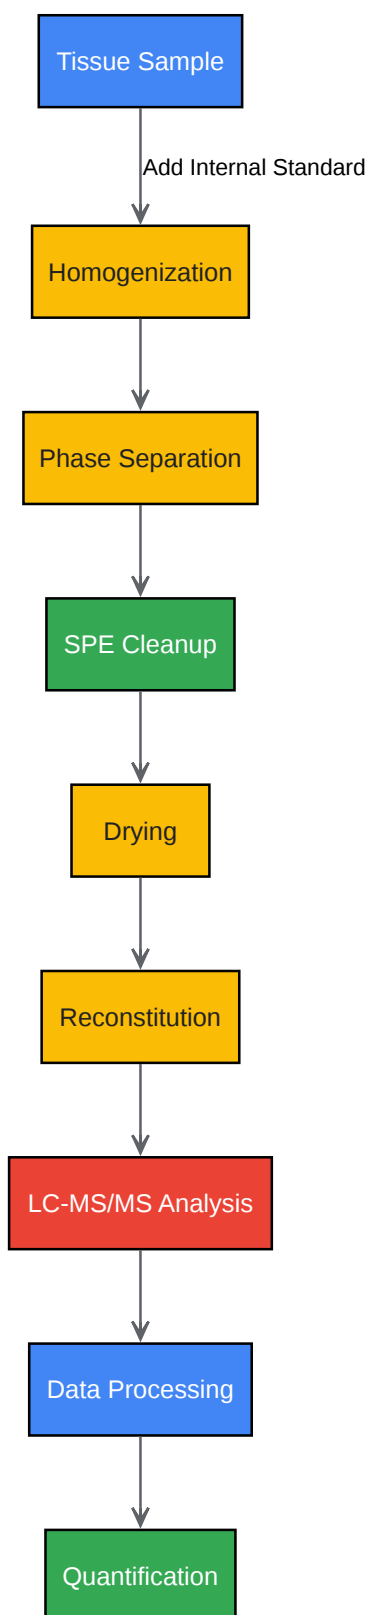 Tissue Sample
Add Internal Standard
Homogenization
Phase Separation
SPE Cleanup
Drying
Reconstitution
LC-MS/MS Analysis
Data Processing
Quantification